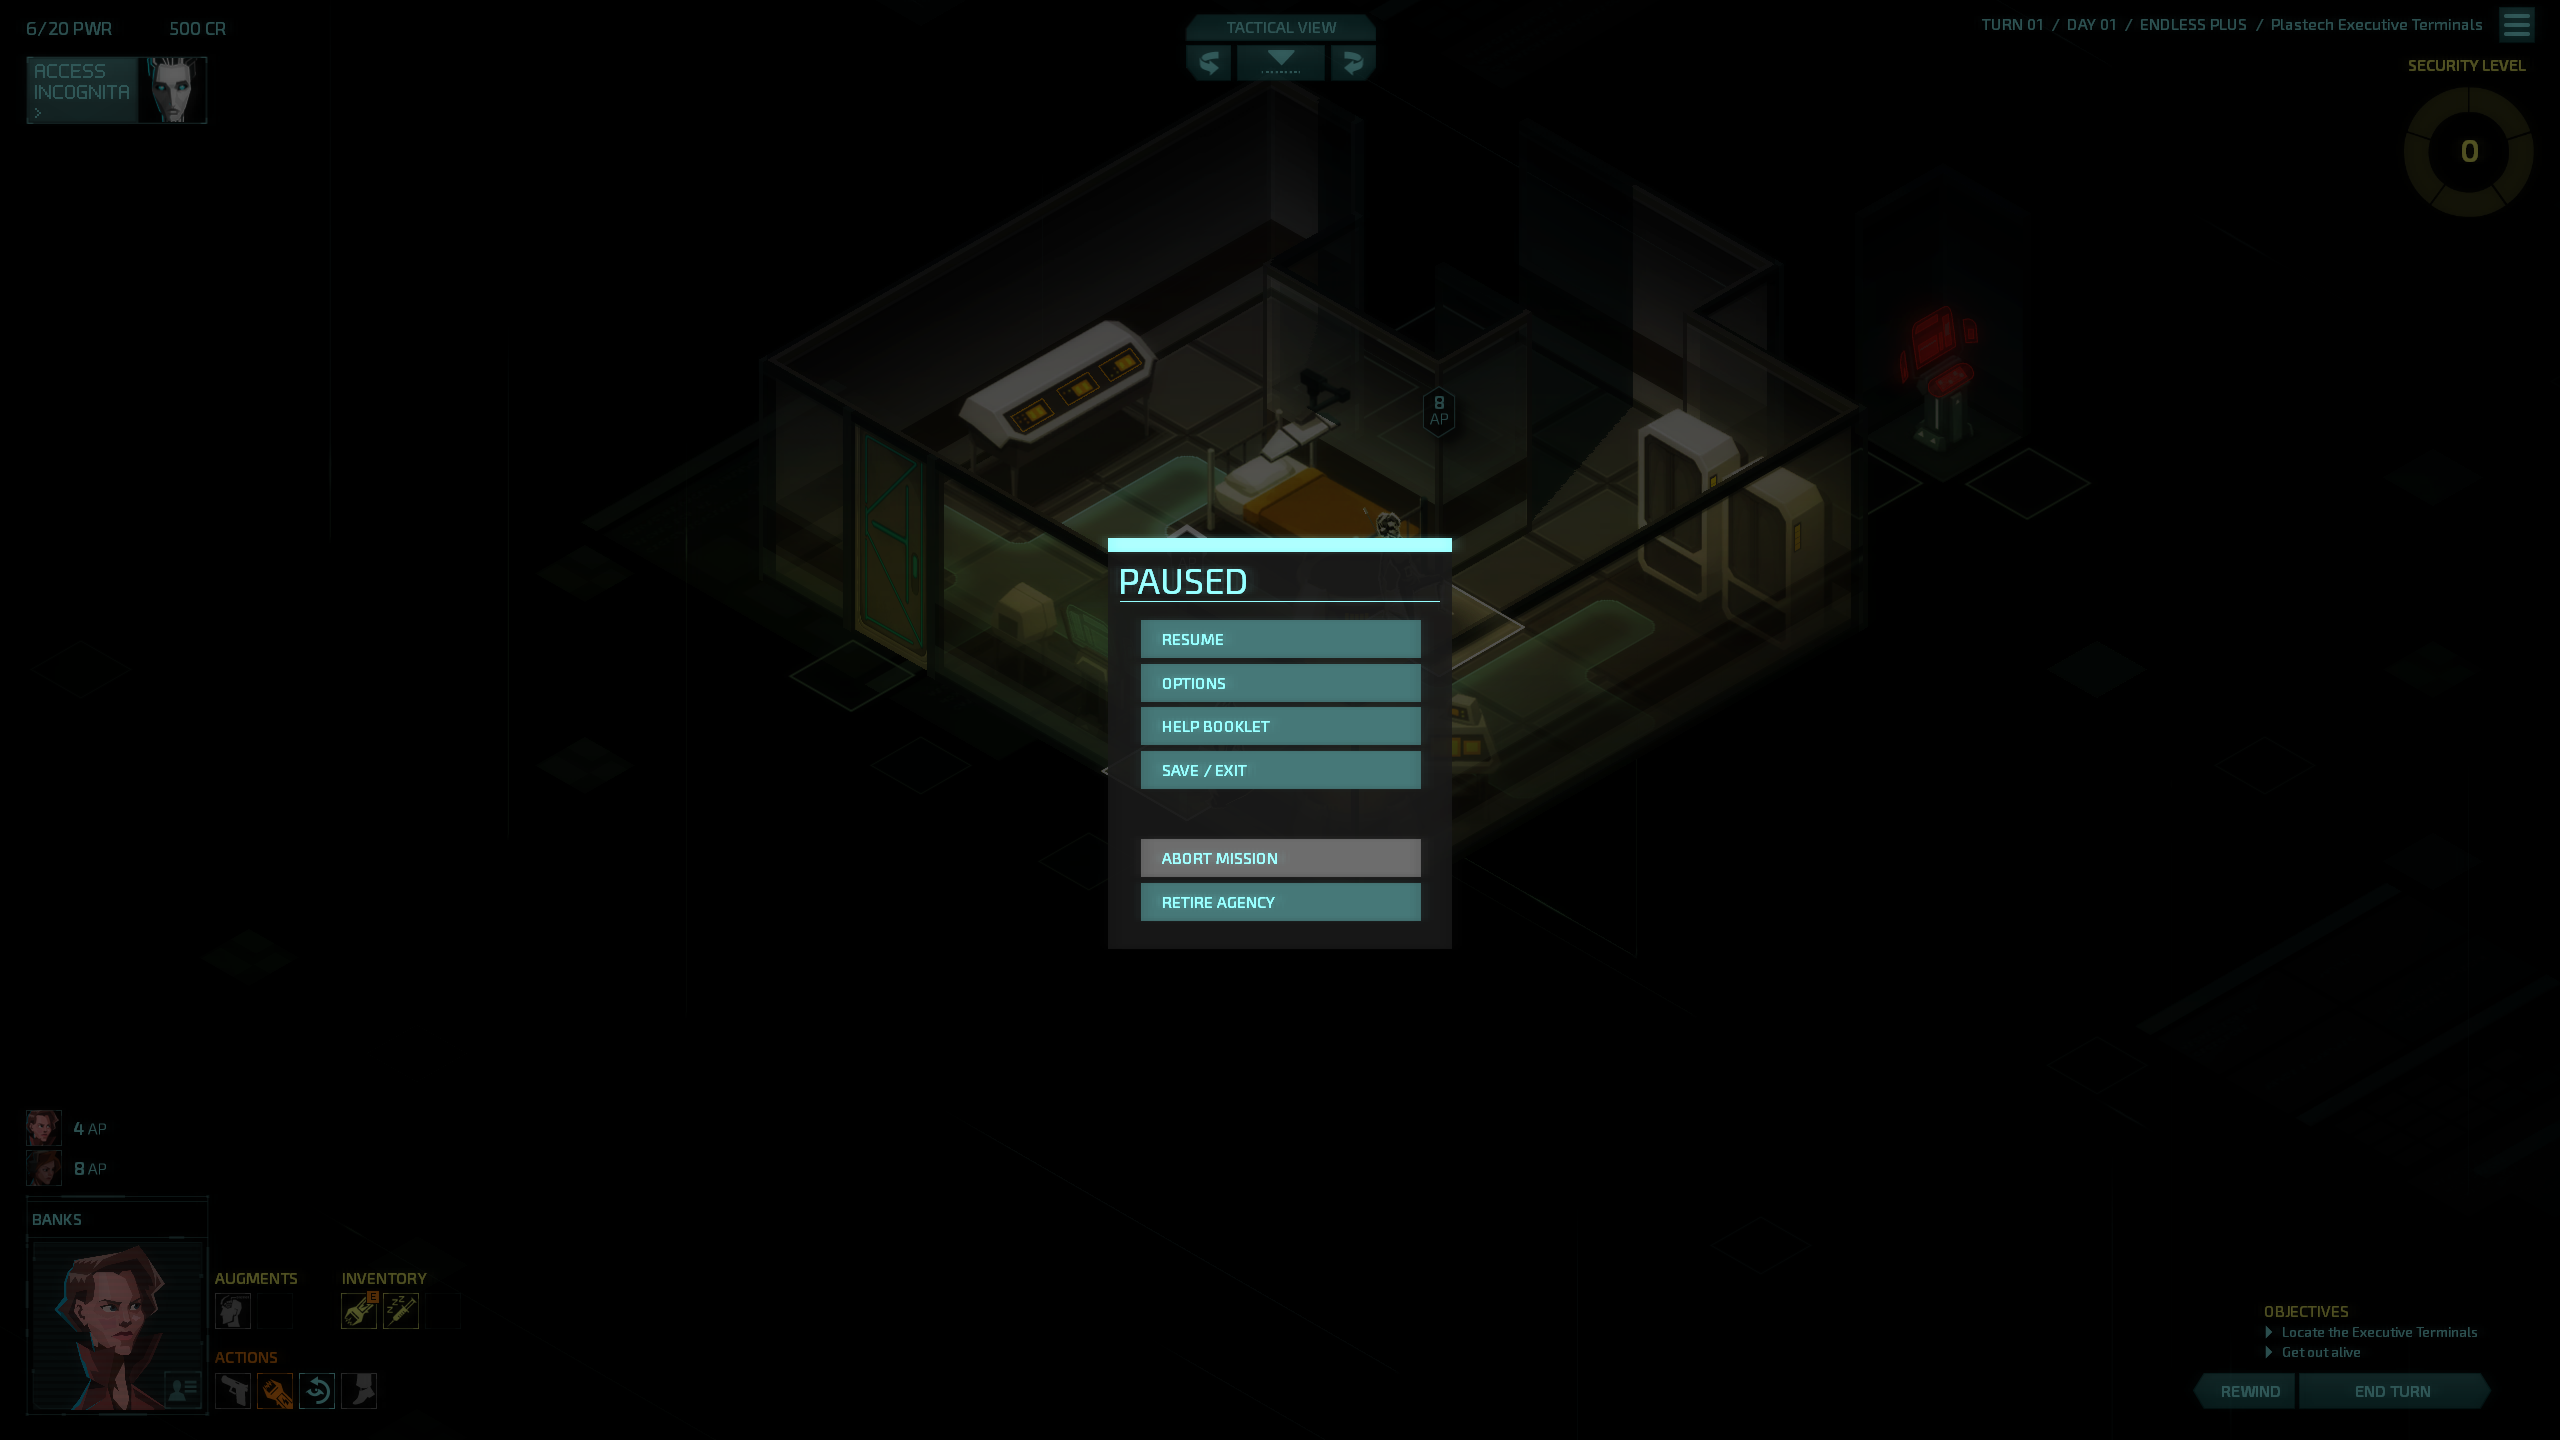 6/20 PWR 500 CR
TACTICAL VIEW
TURN 01 / DAY 01 / ENDLESS PLUS / Plastech Executive Terminals
SECURITY LEVEL
0
ACCESS
INCOGNITA
>
8
AP
PAUSED
RESUME
OPTIONS
HELP BOOKLET
SAVE / EXIT
ABORT MISSION
RETIRE AGENCY
4 AP
8 AP
BANKS
AUGMENTS
INVENTORY
E
zzz
ACTIONS
OBJECTIVES
Locate the Executive Terminals
Get out alive
REWIND
END TURN